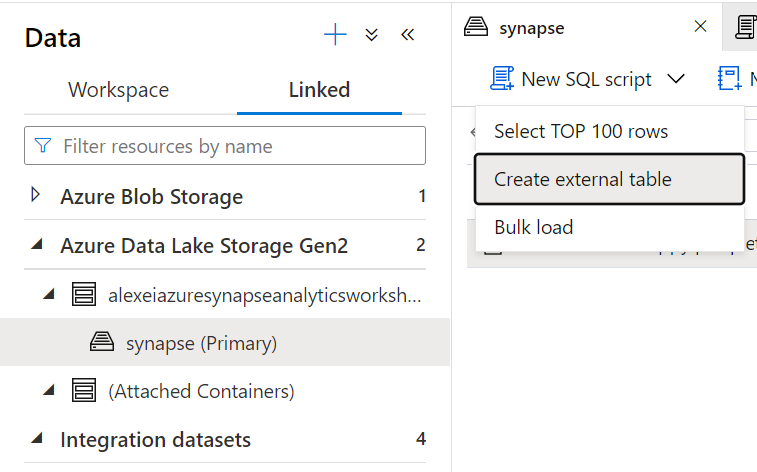 Data
Workspace
Linked
Filter resources by name
Azure Blob Storage 1
Azure Data Lake Storage Gen2 2
alexeiazuresynapseanalyticsworksh...
synapse (Primary)
(Attached Containers)
Integration datasets 4
synapse
New SQL script
Select TOP 100 rows
Create external table
Bulk load